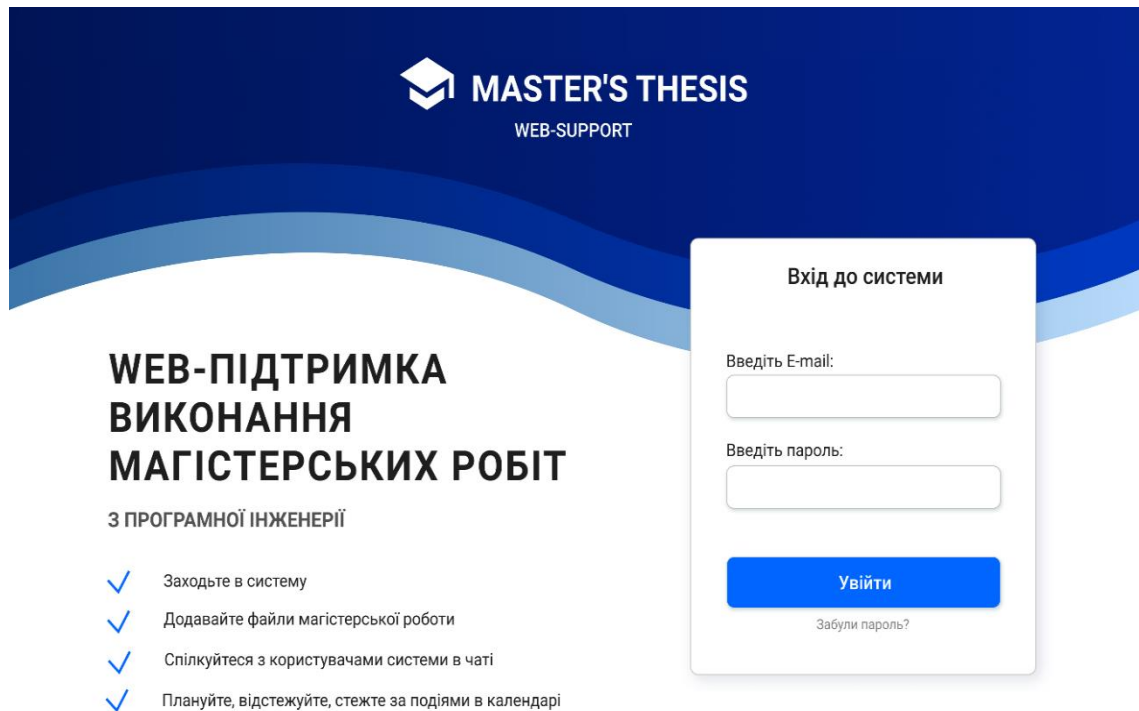 MASTER'S THESIS
WEB-SUPPORT
WEB-ПІДТРИМКА
ВИКОНАННЯ
МАГІСТЕРСЬКИХ РОБІТ
З ПРОГРАМНОЇ ІНЖЕНЕРІЇ
Заходьте в систему
Додавайте файли магістерської роботи
Спілкуйтеся з користувачами системи в чаті
Плануйте, відстежуйте, стежте за подіями в календарі
Вхід до системи
Введіть E-mail:
Введіть пароль:
Увійти
Забули пароль?